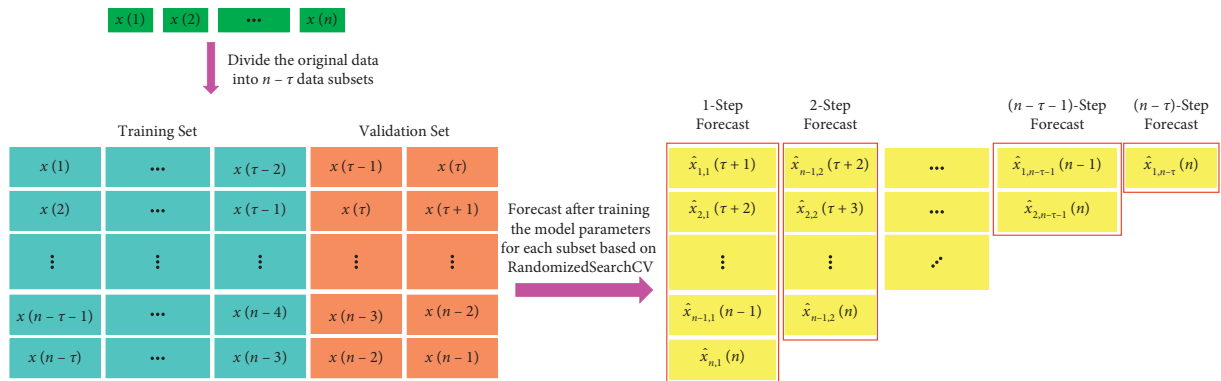 x (1) x (2) ••• x (n)
Divide the original data
into n – τ data subsets
Training Set Validation Set
x (1) ••• x (τ – 2) x (τ – 1) x (τ)
x (2) ••• x (τ – 1) x (τ) x (τ + 1)
⋮ ⋮ ⋮ ⋮ ⋮
x (n – τ – 1) ••• x (n – 4) x (n – 3) x (n – 2)
x (n – τ) ••• x (n – 3) x (n – 2) x (n – 1)
Forecast after training
the model parameters
for each subset based on
RandomizedSearchCV
1-Step 2-Step (n – τ – 1)-Step (n – τ)-Step
Forecast Forecast Forecast Forecast
x̂₁,₁ (τ + 1) x̂ₙ₋₁,₂ (τ + 2) ••• x̂₁,ₙ₋τ₋₁ (n – 1) x̂₁,ₙ₋τ (n)
x̂₂,₁ (τ + 2) x̂₂,₂ (τ + 3) ••• x̂₂,ₙ₋τ₋₁ (n)
⋮ ⋮ ⋰
x̂ₙ₋₁,₁ (n – 1) x̂ₙ₋₁,₂ (n)
x̂ₙ,₁ (n)